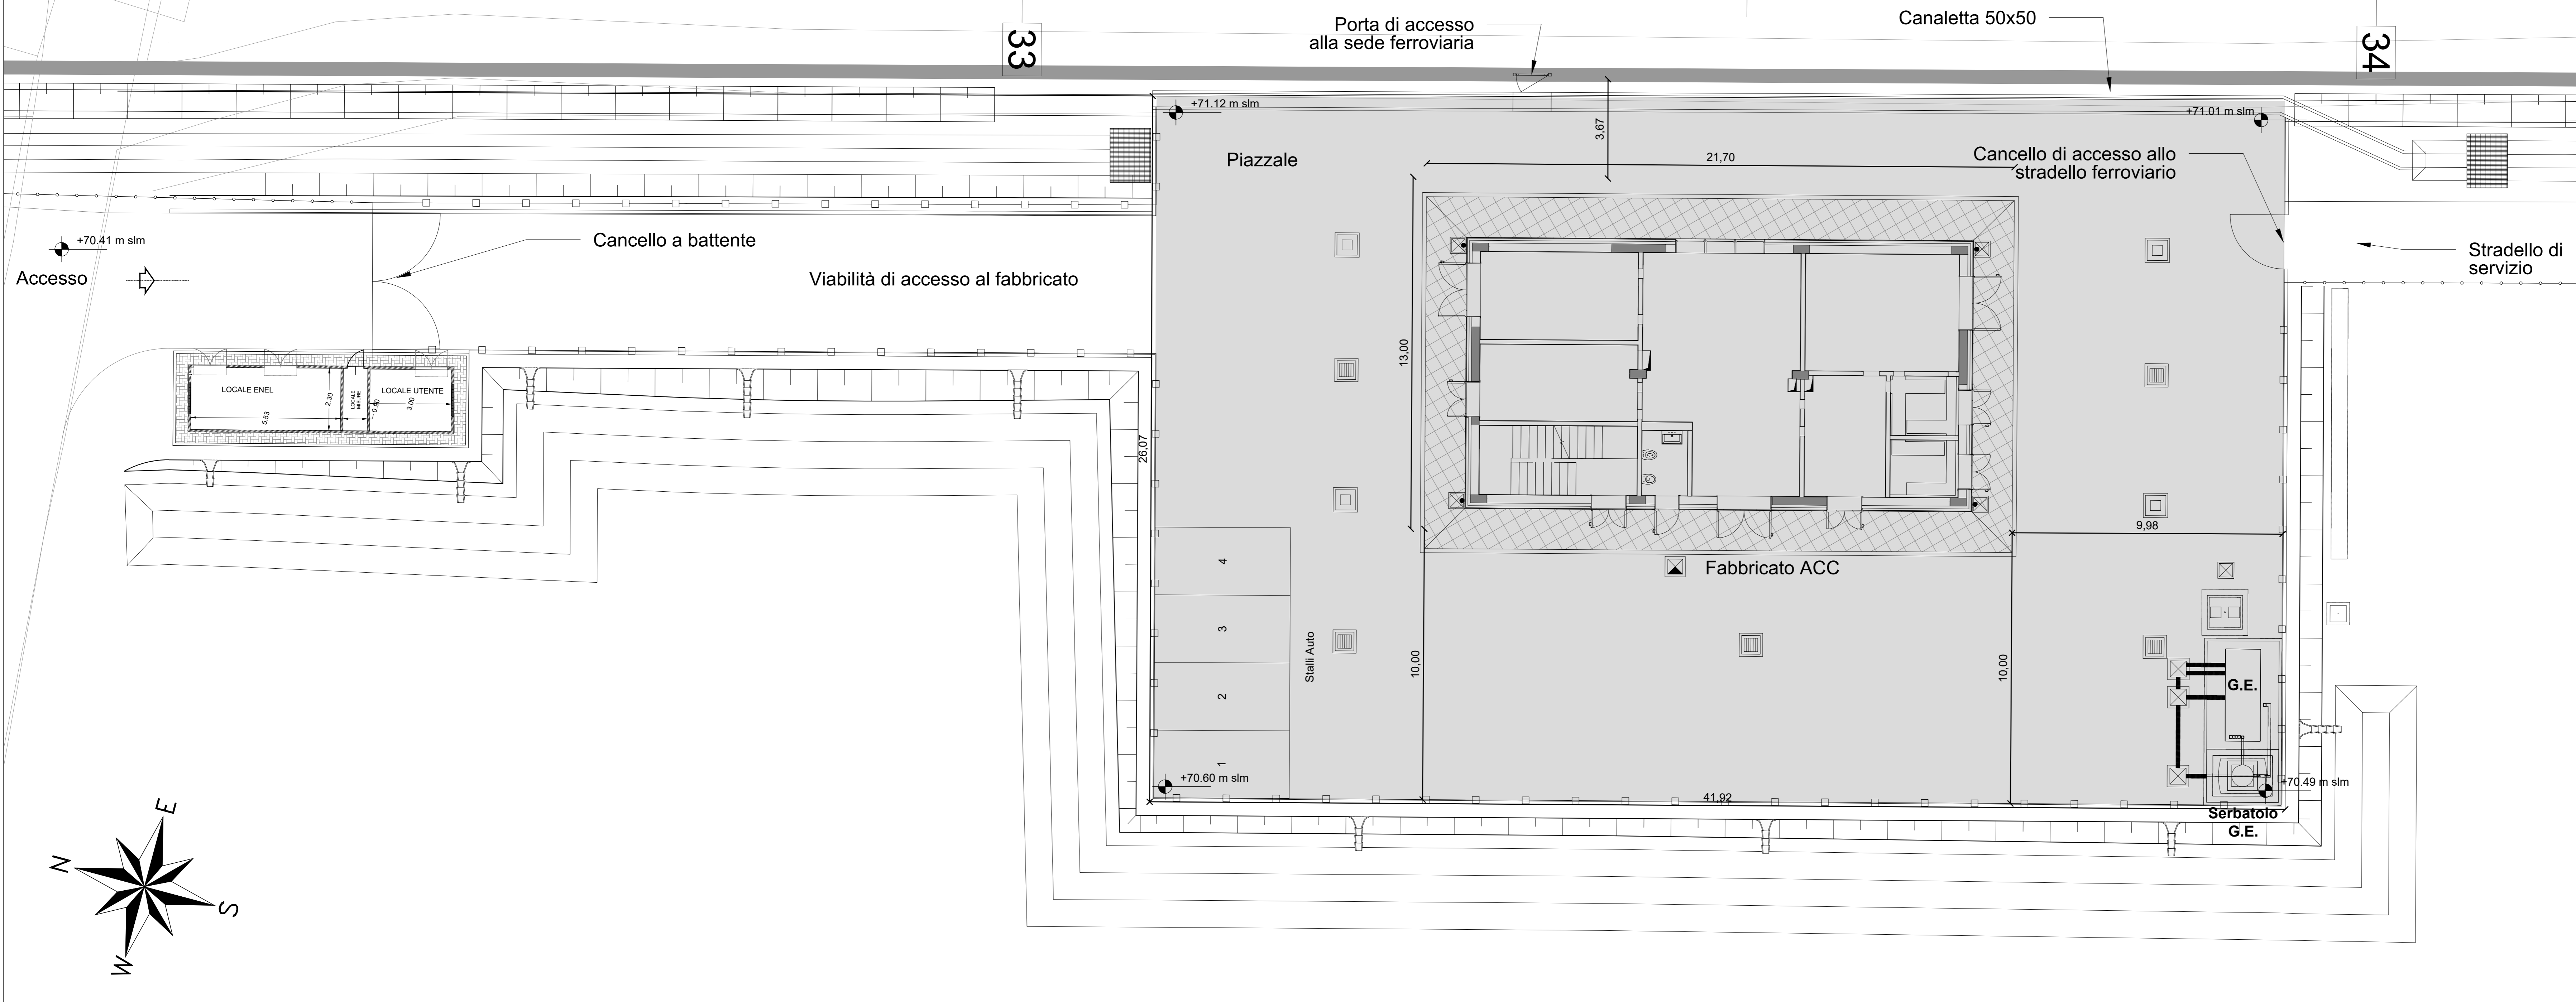 33
Porta di accesso
alla sede ferroviaria
Canaletta 50x50
34
+71.12 m slm
+71.01 m slm
3,67
Piazzale
21,70
Cancello di accesso allo
stradello ferroviario
+70.41 m slm
Accesso
Cancello a battente
Viabilità di accesso al fabbricato
Stradello di
servizio
13,00
LOCALE ENEL
LOCALE
MISURE
LOCALE UTENTE
5,53
2.30
0,90
3.00
26,07
9,98
Fabbricato ACC
4
3
2
1
Stalli Auto
10,00
10,00
G.E.
+70.60 m slm
41,92
+70.49 m slm
Serbatoio
G.E.
N
E
S
W